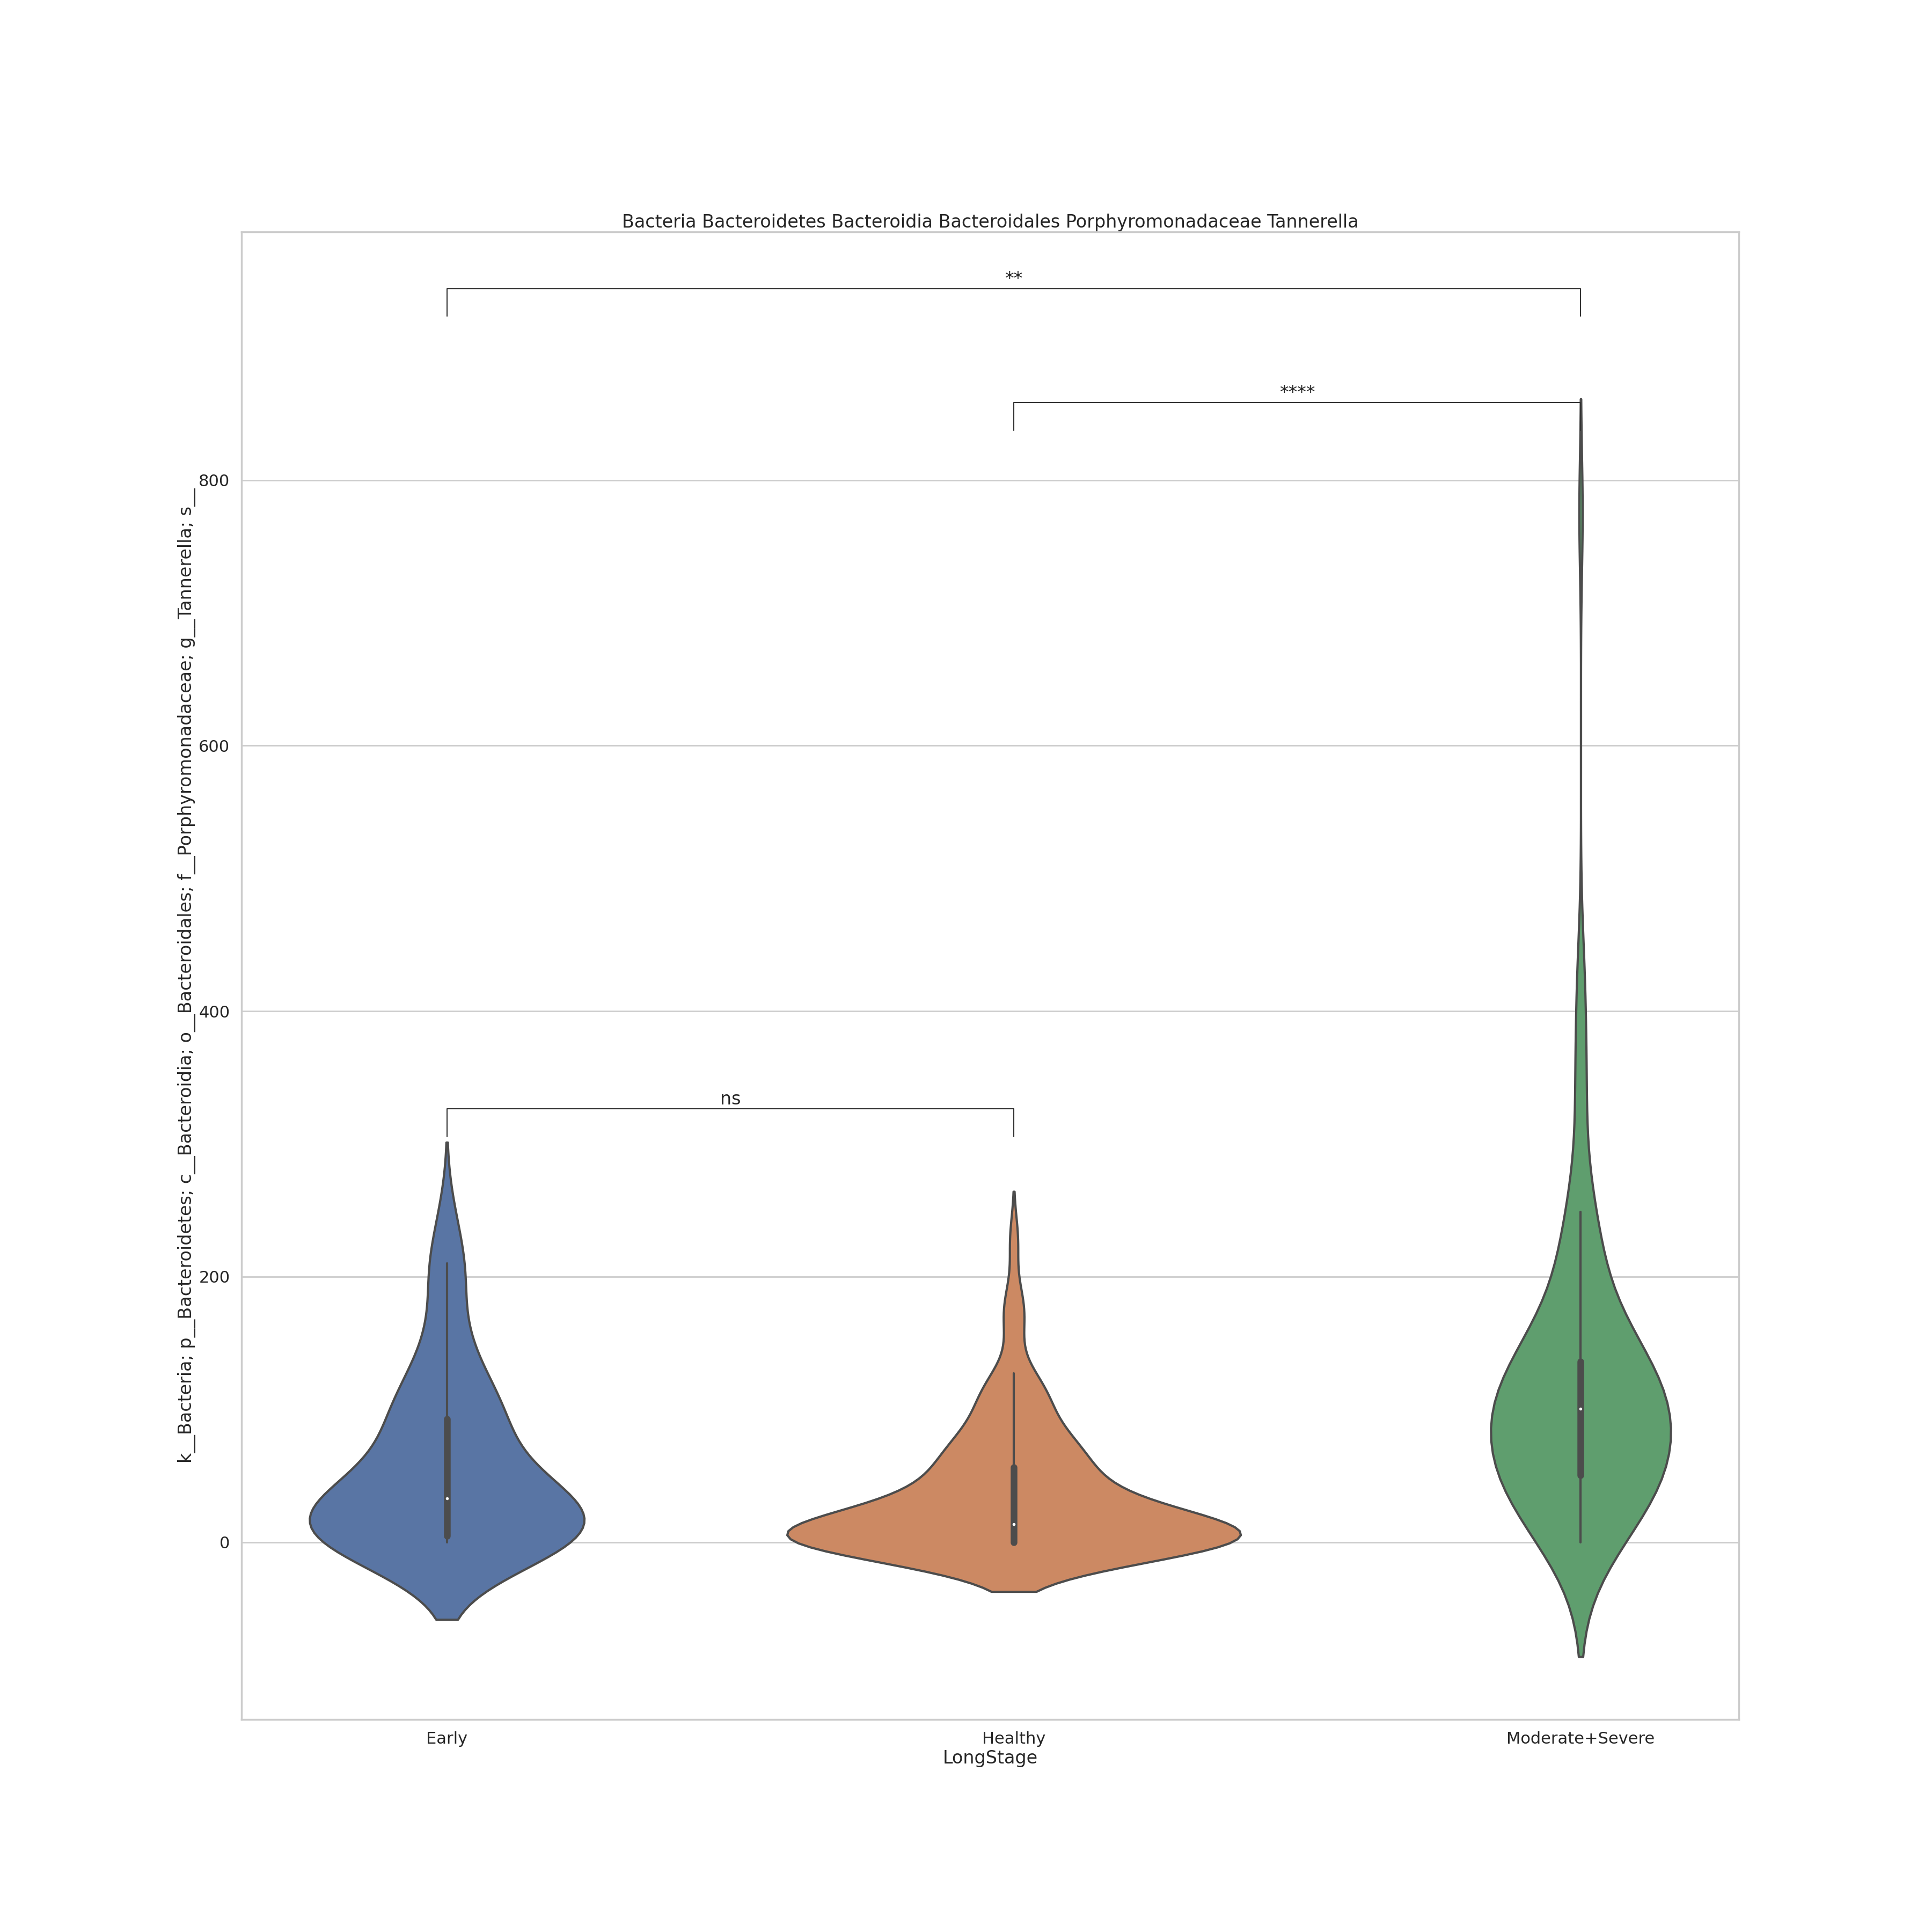 Bacteria Bacteroidetes Bacteroidia Bacteroidales Porphyromonadaceae Tannerella
**
****
ns
k__Bacteria; p__Bacteroidetes; c__Bacteroidia; o__Bacteroidales; f__Porphyromonadaceae; g__Tannerella; s__
800
600
400
200
0
Early Healthy Moderate+Severe
LongStage